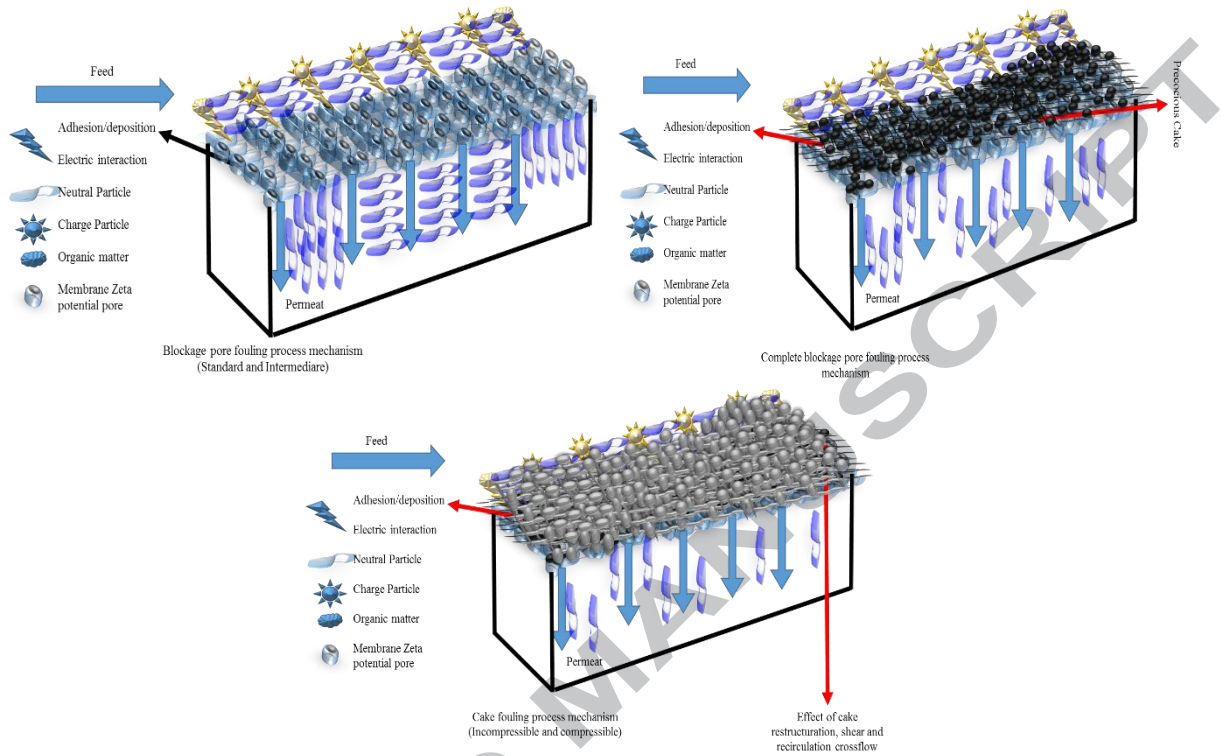 Feed
Adhesion/deposition
Electric interaction
Neutral Particle
Charge Particle
Organic matter
Membrane Zeta
potential pore
Permeat
Blockage pore fouling process mechanism
(Standard and Intermediare)
Feed
Adhesion/deposition
Electric interaction
Neutral Particle
Charge Particle
Organic matter
Membrane Zeta
potential pore
Precocious Cake
Permeat
Complete blockage pore fouling process
mechanism
Feed
Adhesion/deposition
Electric interaction
Neutral Particle
Charge Particle
Organic matter
Membrane Zeta
potential pore
Permeat
Cake fouling process mechanism
(Incompressible and compressible)
Effect of cake
restructuration, shear and
recirculation crossflow
MANUSCRIPT